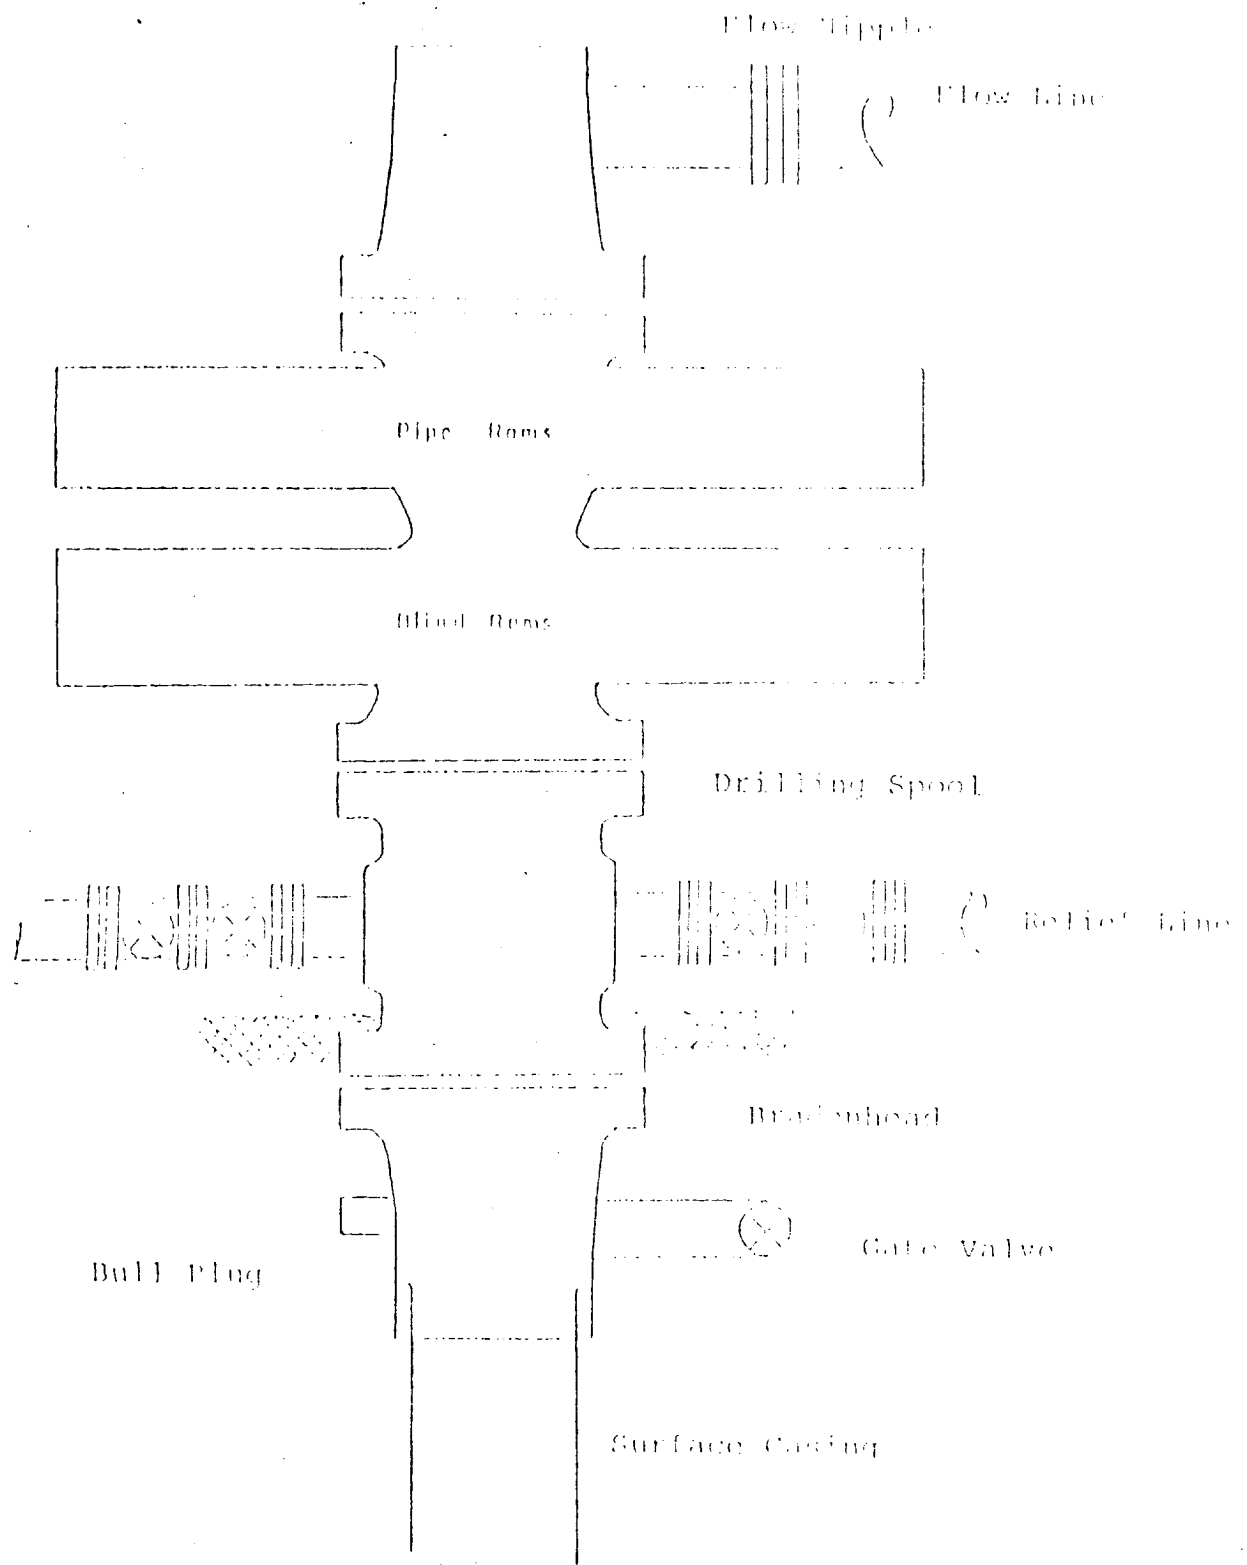 Flow Nipple
Flow Line
Pipe Rams
Blind Rams
Drilling Spool
Relief Line
Bradenhead
Gate Valve
Bull Plug
Surface Casing